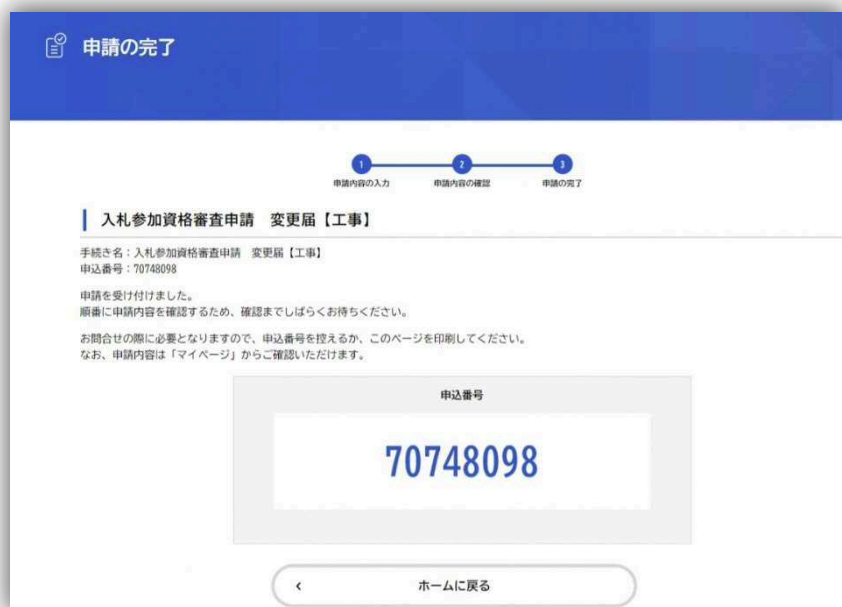 申請の完了
1 2 3
申請内容の入力 申請内容の確認 申請の完了
入札参加資格審査申請　変更届【工事】
手続き名：入札参加資格審査申請　変更届【工事】
申込番号：70748098
申請を受け付けました。
順番に申請内容を確認するため、確認までしばらくお待ちください。
お問合せの際に必要となりますので、申込番号を控えるか、このページを印刷してください。
なお、申請内容は「マイページ」からご確認いただけます。
申込番号
70748098
ホームに戻る